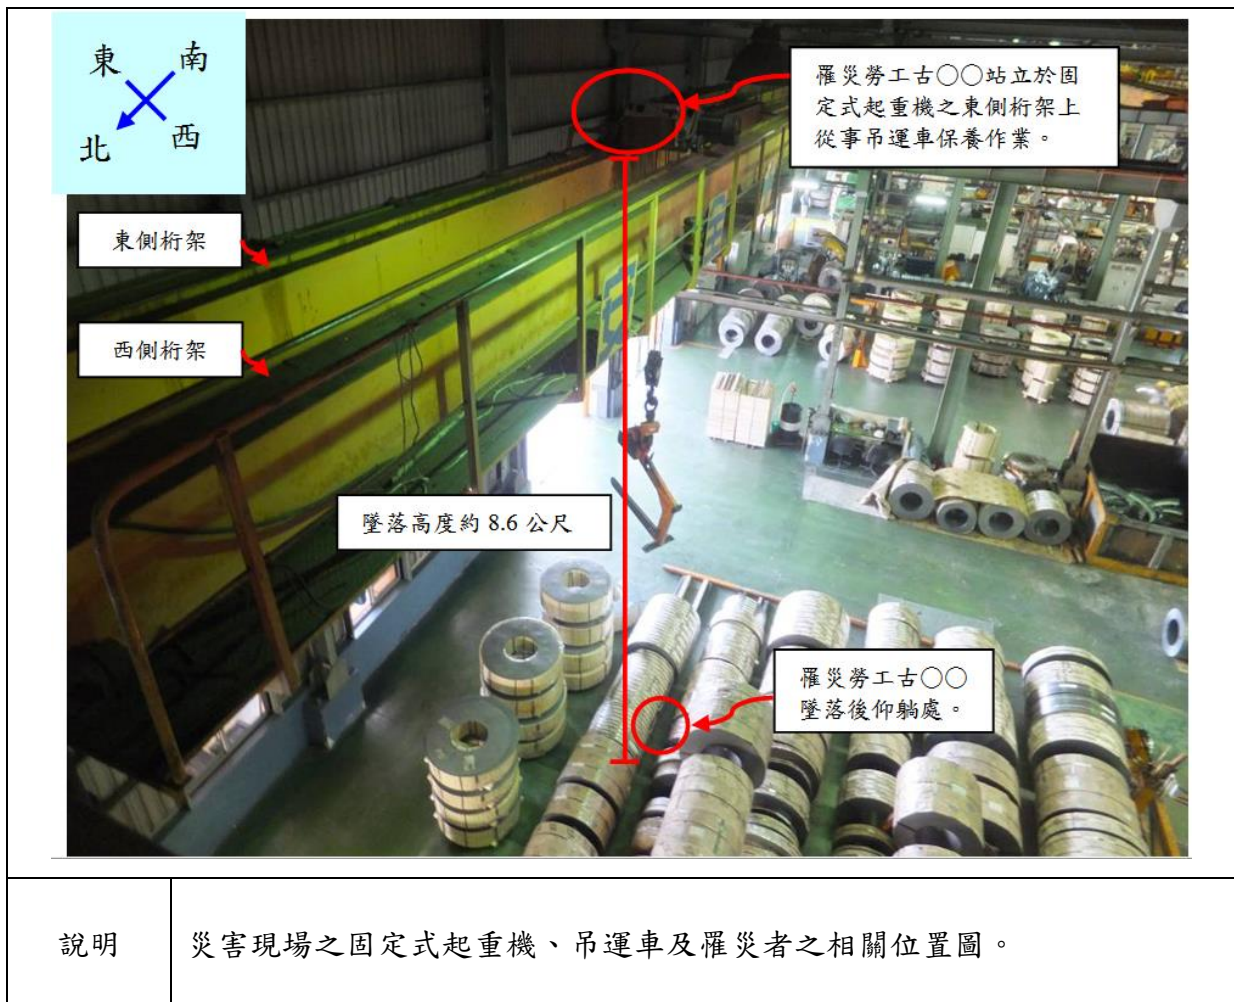 東
南
北
西
罹災勞工古○○站立於固
定式起重機之東側桁架上
從事吊運車保養作業。
東側桁架
西側桁架
墜落高度約 8.6 公尺
罹災勞工古○○
墜落後仰躺處。
說明
災害現場之固定式起重機、吊運車及罹災者之相關位置圖。